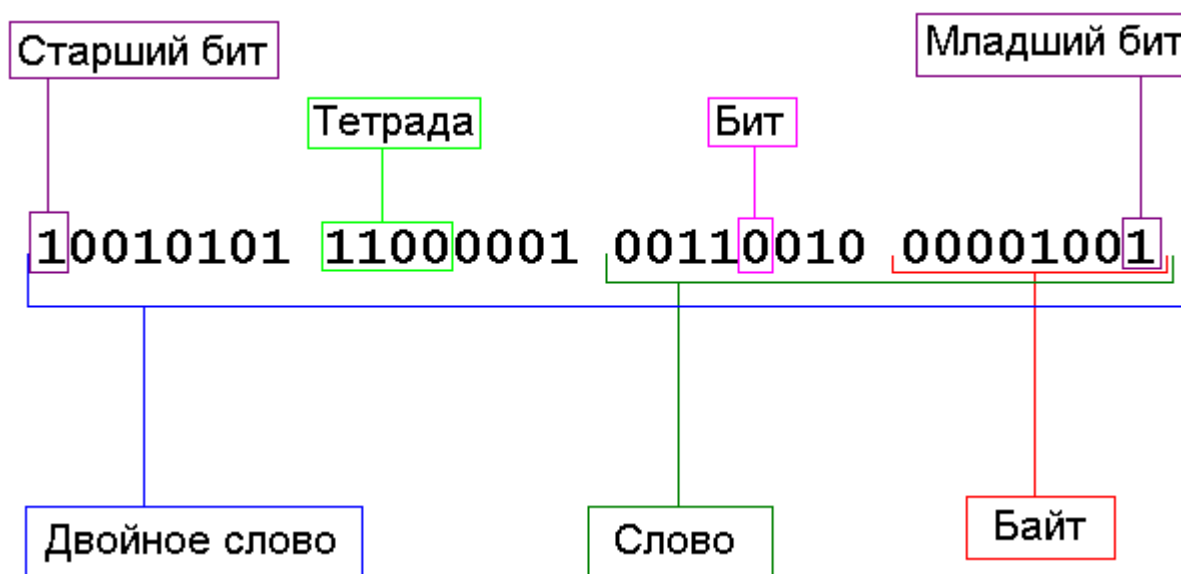 Старший бит
Младший бит
Тетрада
Бит
10010101 11000001 00110010 00001001
Двойное слово
Слово
Байт